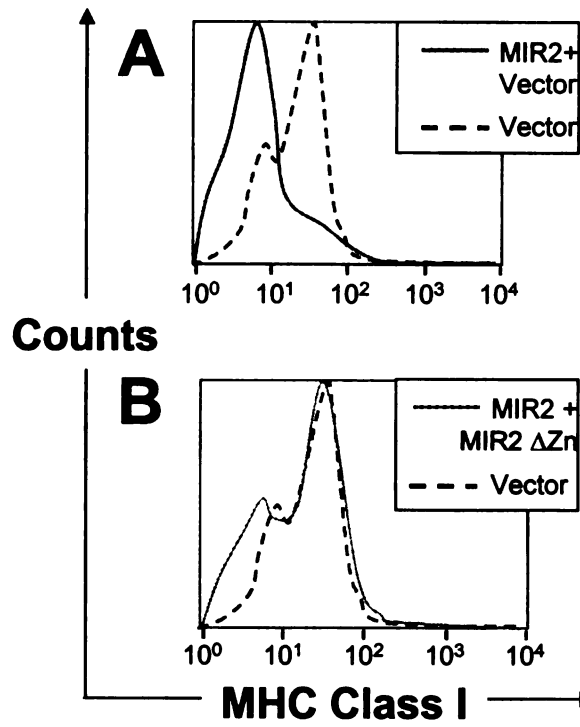 A
MIR2+
Vector
Vector
10⁰ 10¹ 10² 10³ 10⁴
Counts
B
MIR2 +
MIR2 ΔZn
Vector
10⁰ 10¹ 10² 10³ 10⁴
MHC Class I